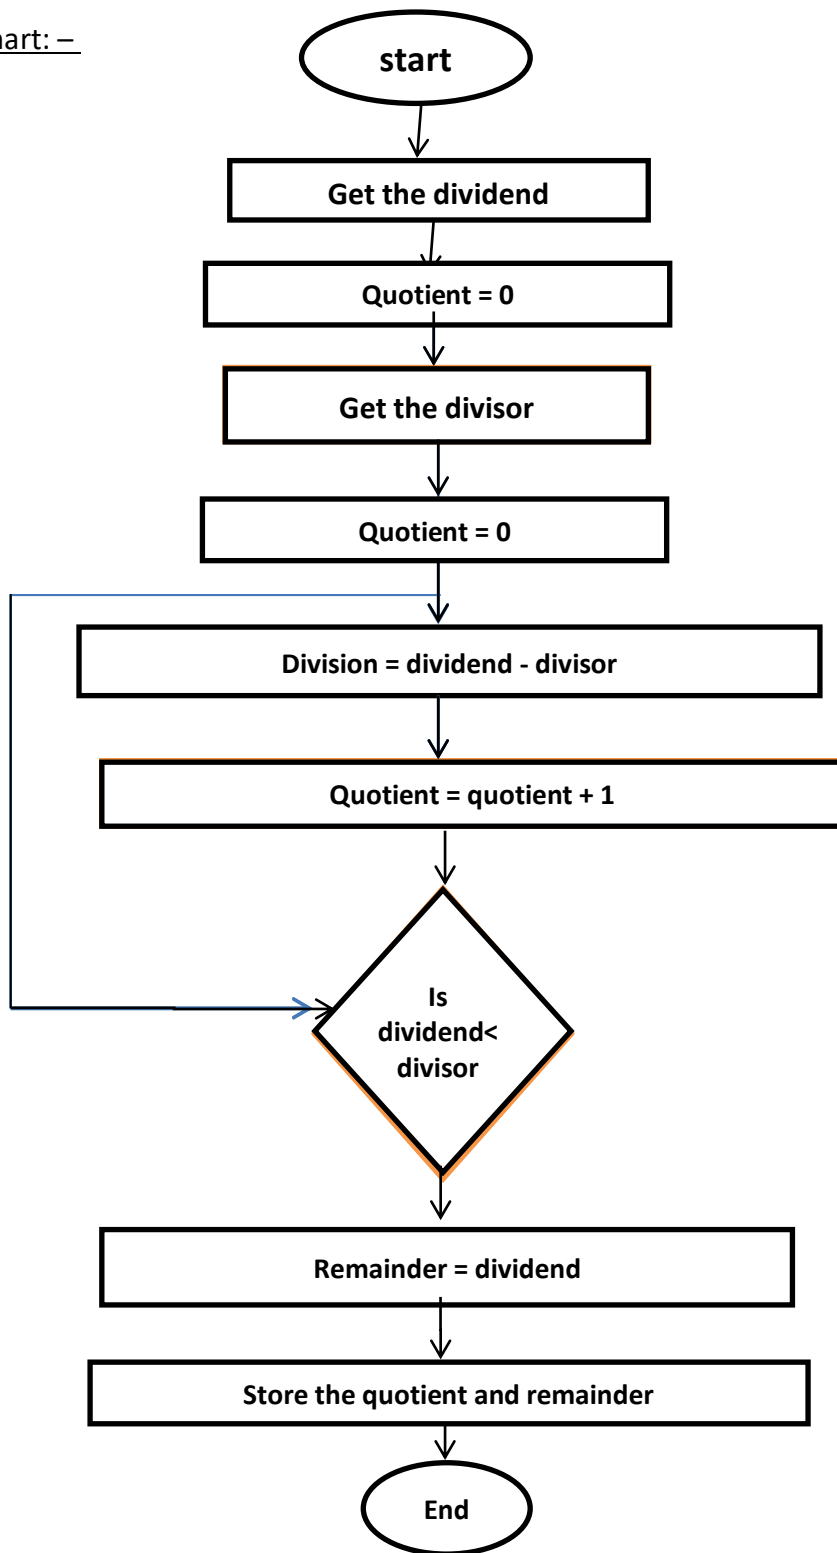 art: –
start
Get the dividend
Quotient = 0
Get the divisor
Quotient = 0
Division = dividend - divisor
Quotient = quotient + 1
Is
dividend<
divisor
Remainder = dividend
Store the quotient and remainder
End